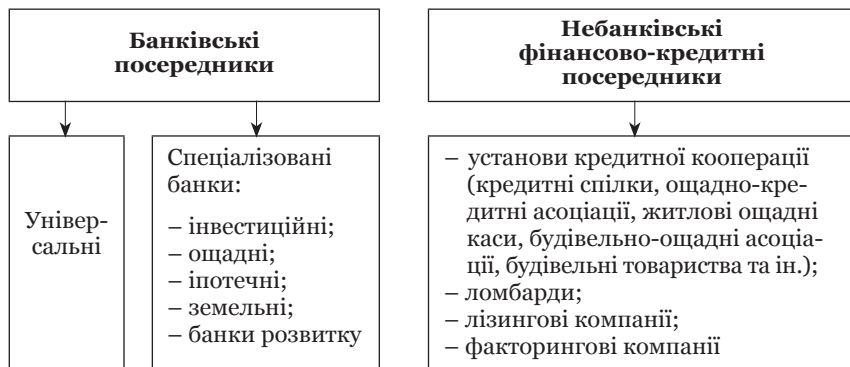 Банківські
посередники
Небанківські
фінансово-кредитні
посередники
Універ-
сальні
Спеціалізовані
банки:
– інвестиційні;
– ощадні;
– іпотечні;
– земельні;
– банки розвитку
– установи кредитної кооперації
(кредитні спілки, ощадно-кре-
дитні асоціації, житлові ощадні
каси, будівельно-ощадні асоціа-
ції, будівельні товариства та ін.);
– ломбарди;
– лізингові компанії;
– факторингові компанії